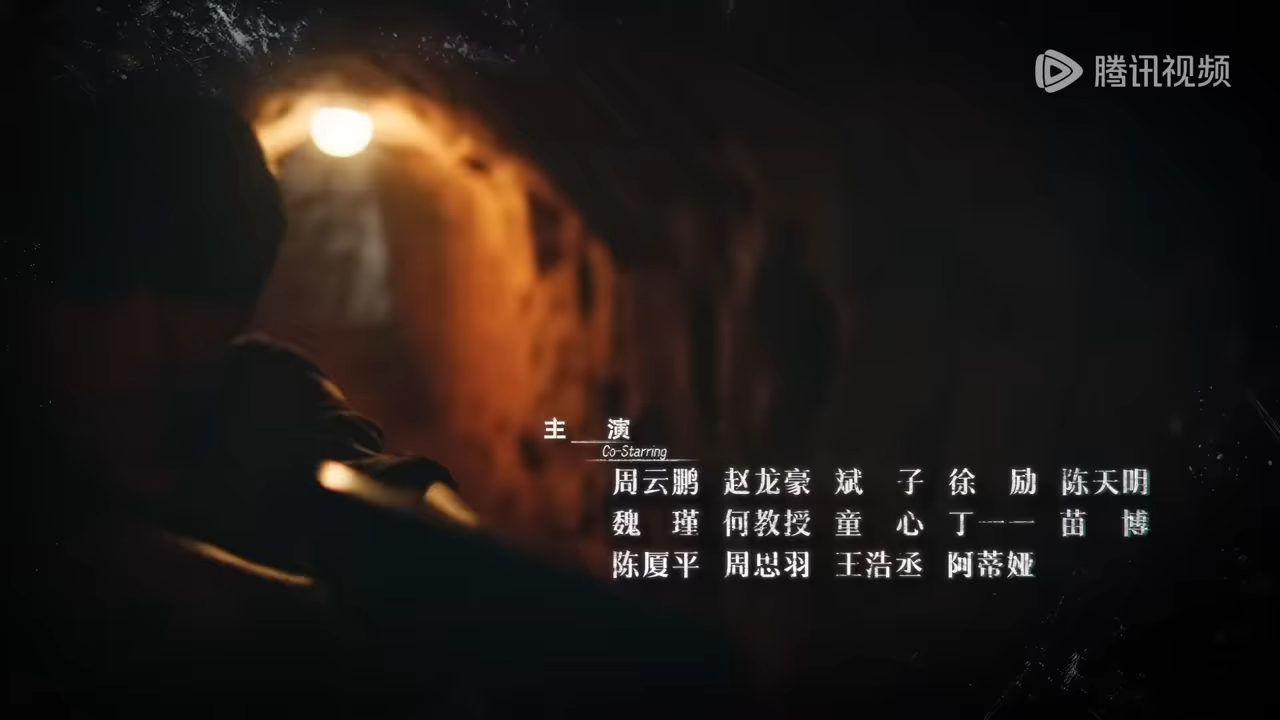 腾讯视频
主 演
Co-Starring
周云鹏 赵龙豪 斌 子 徐 励 陈天明
魏 瑾 何教授 童 心 丁一一 苗 博
陈厦平 周思羽 王浩丞 阿蒂娅